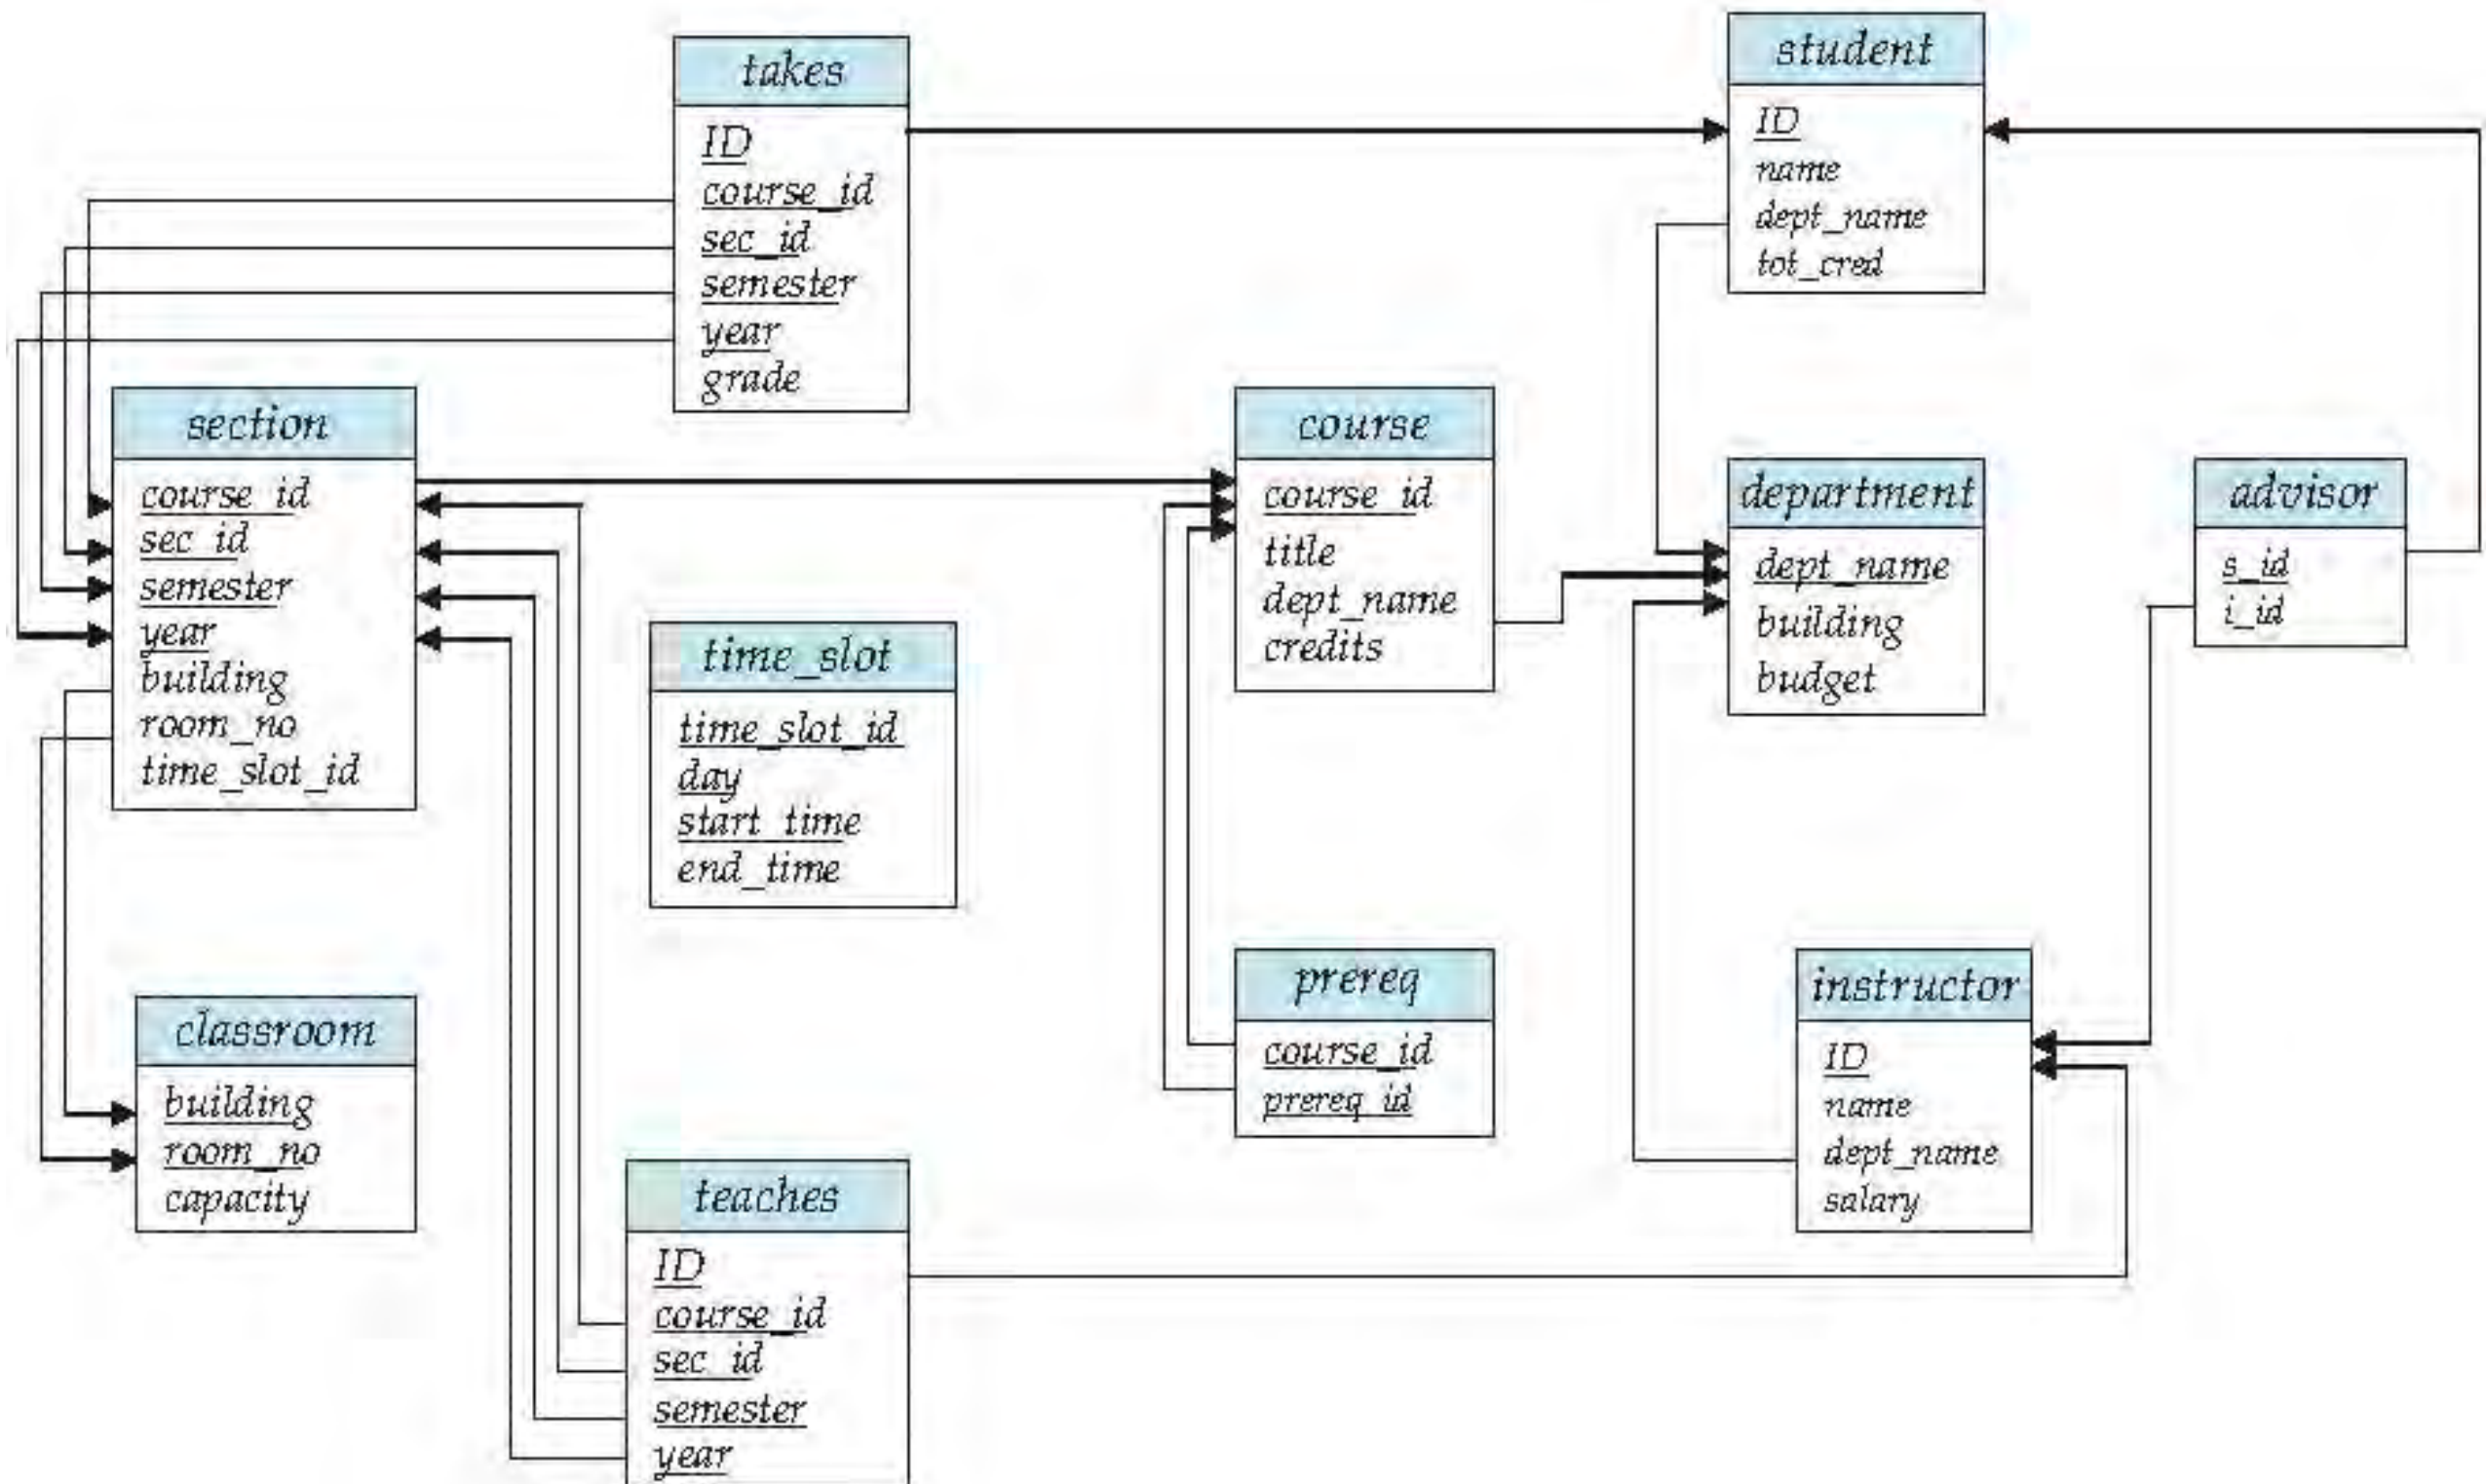 takes
ID
course_id
sec_id
semester
year
grade
student
ID
name
dept_name
tot_cred
section
course_id
sec_id
semester
year
building
room_no
time_slot_id
course
course_id
title
dept_name
credits
department
dept_name
building
budget
advisor
s_id
i_id
time_slot
time_slot_id
day
start_time
end_time
classroom
building
room_no
capacity
prereq
course_id
prereq_id
instructor
ID
name
dept_name
salary
teaches
ID
course_id
sec_id
semester
year